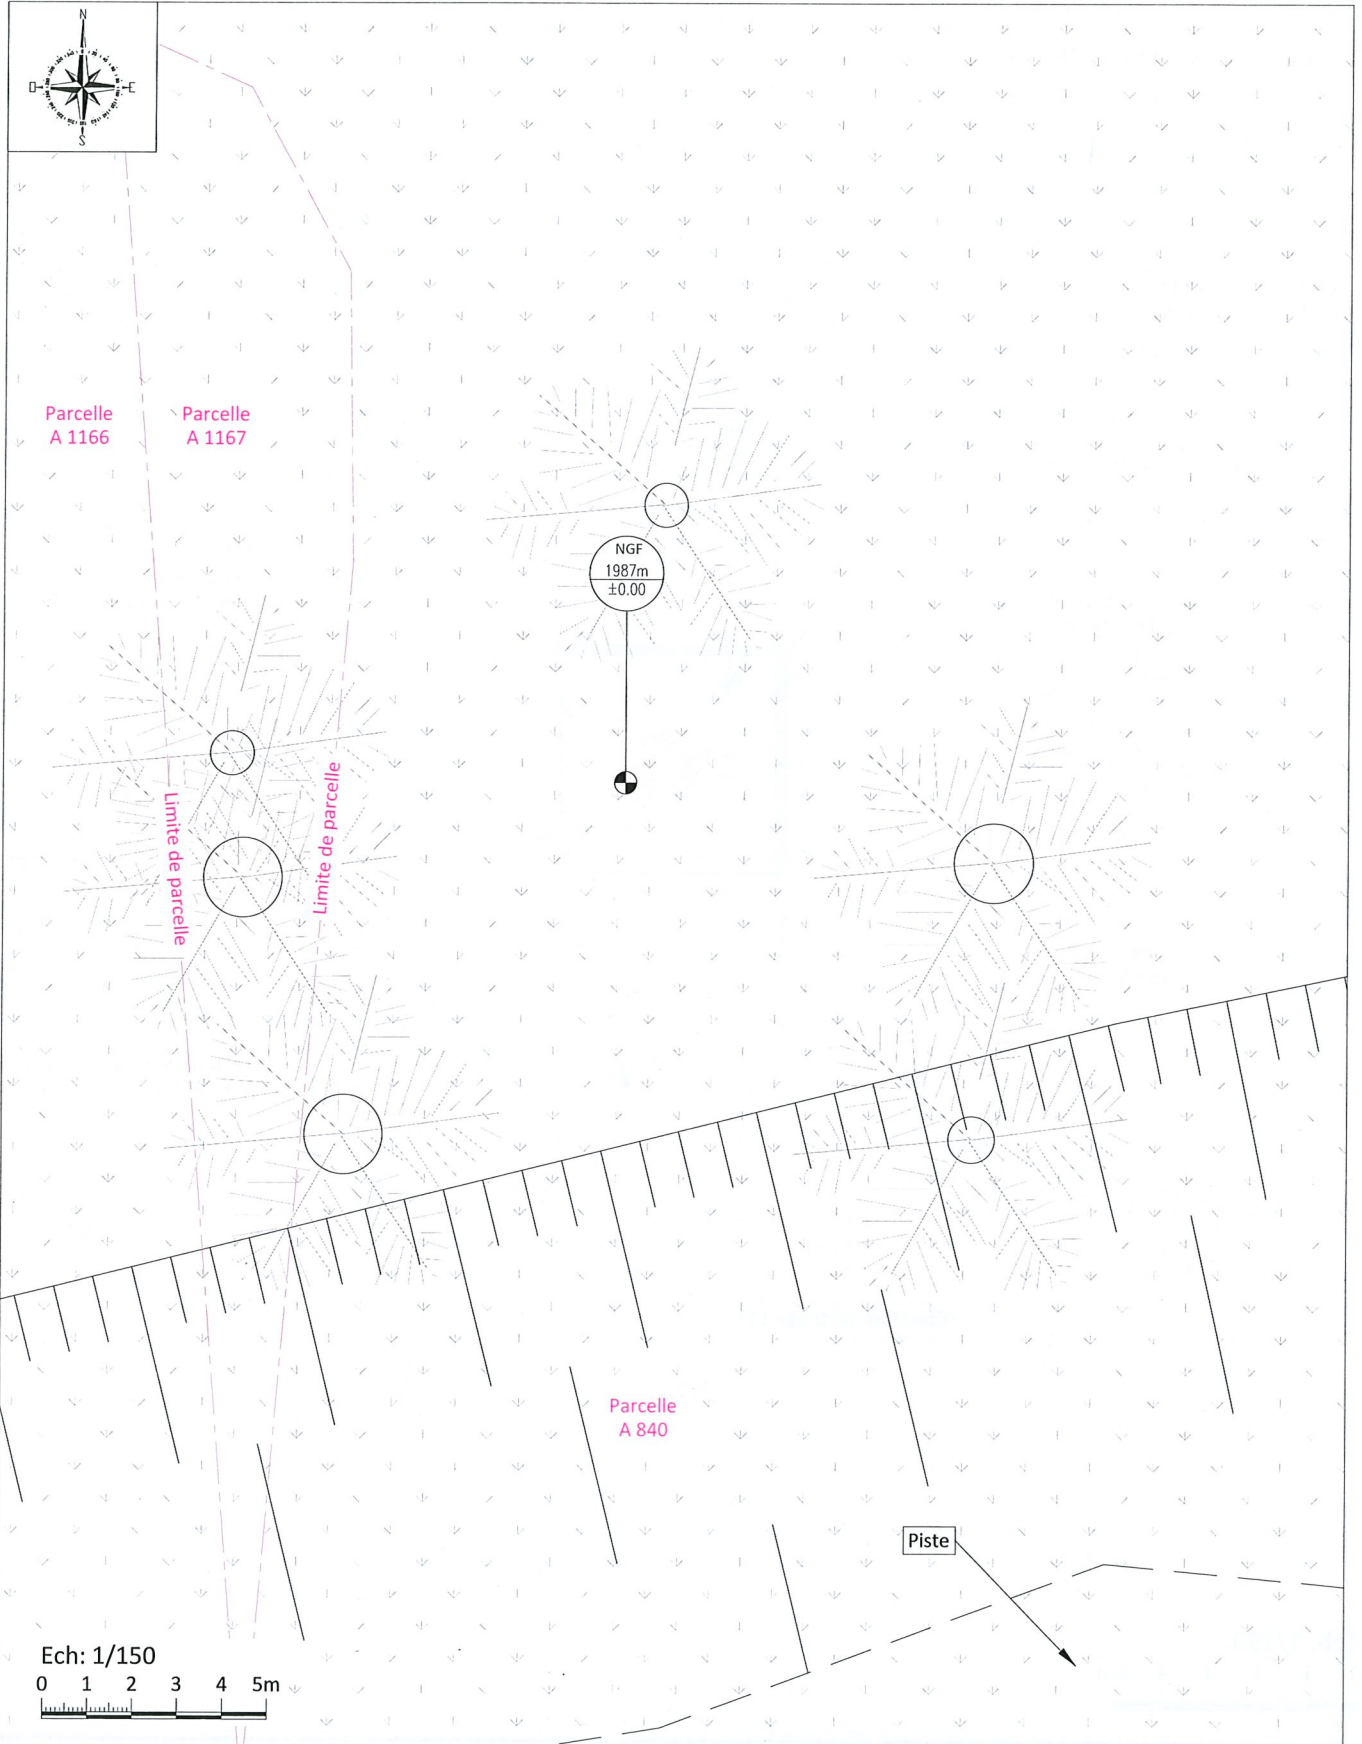 N
O
E
S
Parcelle
A 1166
Parcelle
A 1167
NGF
1987m
±0.00
Limite de parcelle
Limite de parcelle
Parcelle
A 840
Piste
Ech: 1/150
0 1 2 3 4 5m